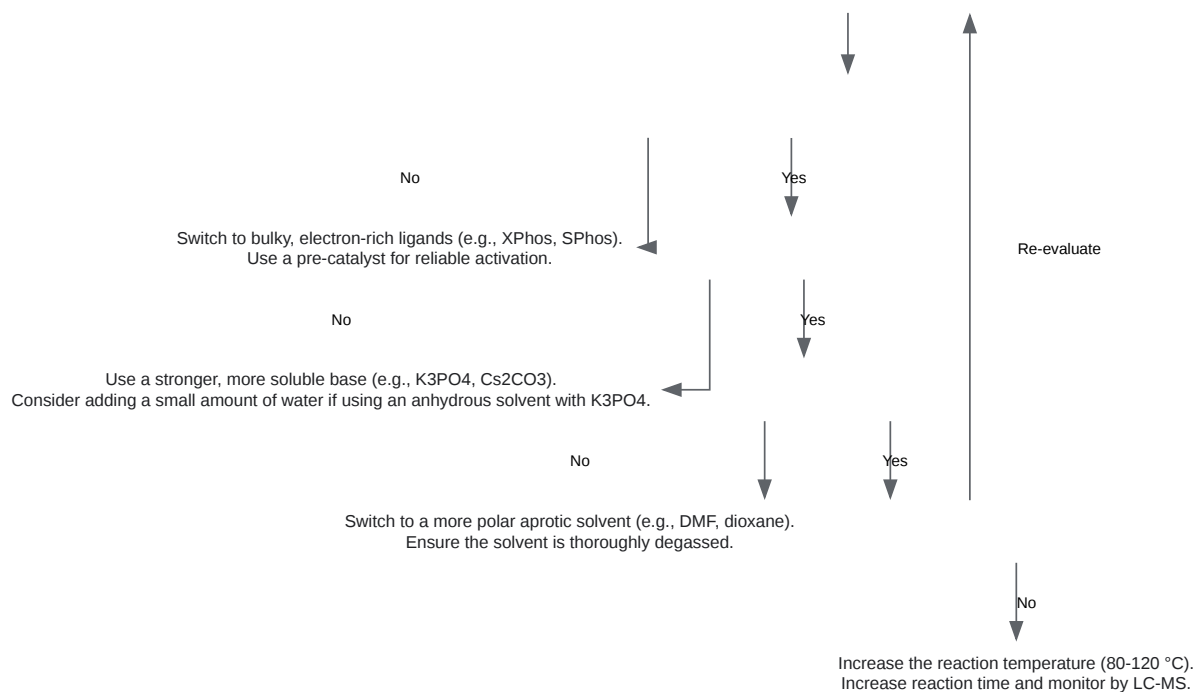 No
Yes
Switch to bulky, electron-rich ligands (e.g., XPhos, SPhos).
Use a pre-catalyst for reliable activation.
Re-evaluate
No
Yes
Use a stronger, more soluble base (e.g., K3PO4, Cs2CO3).
Consider adding a small amount of water if using an anhydrous solvent with K3PO4.
No
Yes
Switch to a more polar aprotic solvent (e.g., DMF, dioxane).
Ensure the solvent is thoroughly degassed.
No
Increase the reaction temperature (80-120 °C).
Increase reaction time and monitor by LC-MS.